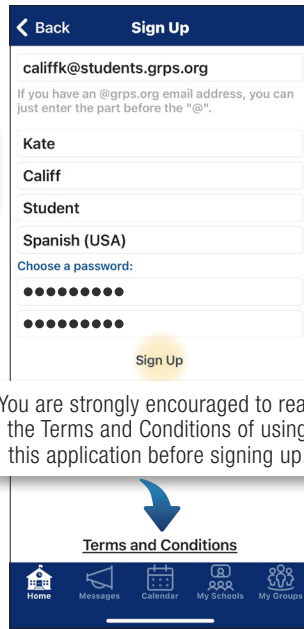 Back Sign Up
califfk@students.grps.org
If you have an @grps.org email address, you can
just enter the part before the "@".
Kate
Califf
Student
Spanish (USA)
Choose a password:
●●●●●●●●●
●●●●●●●●●
Sign Up
You are strongly encouraged to
the Terms and Conditions of using
this application before signing up.
Terms and Conditions
Home Messages Calendar My Schools My Groups